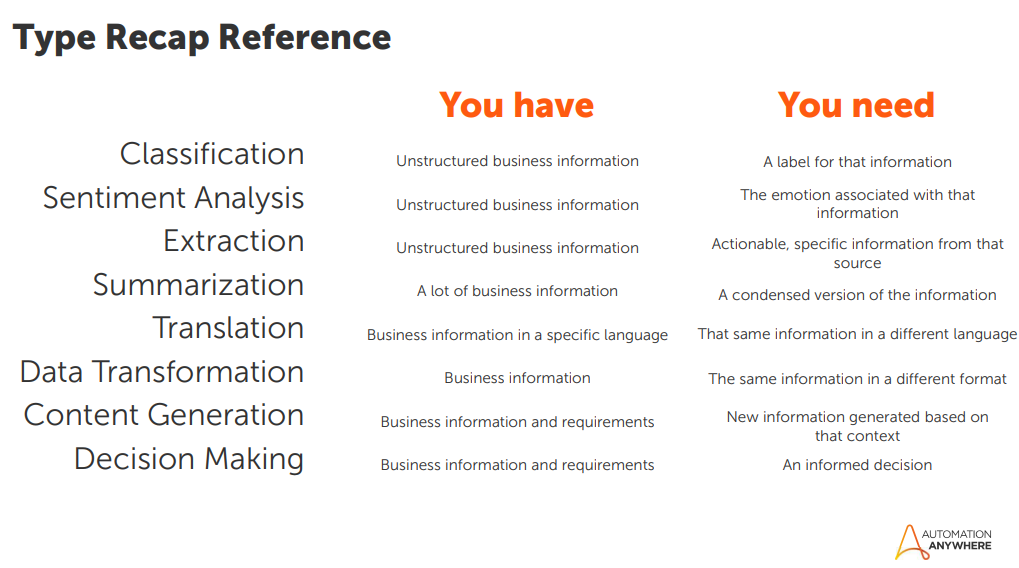 Type Recap Reference
You have
You need
Classification
Unstructured business information
A label for that information
Sentiment Analysis
Unstructured business information
The emotion associated with that
information
Extraction
Unstructured business information
Actionable, specific information from that
source
Summarization
A lot of business information
A condensed version of the information
Translation
Business information in a specific language
That same information in a different language
Data Transformation
Business information
The same information in a different format
Content Generation
Business information and requirements
New information generated based on
that context
Decision Making
Business information and requirements
An informed decision
AUTOMATION
ANYWHERE